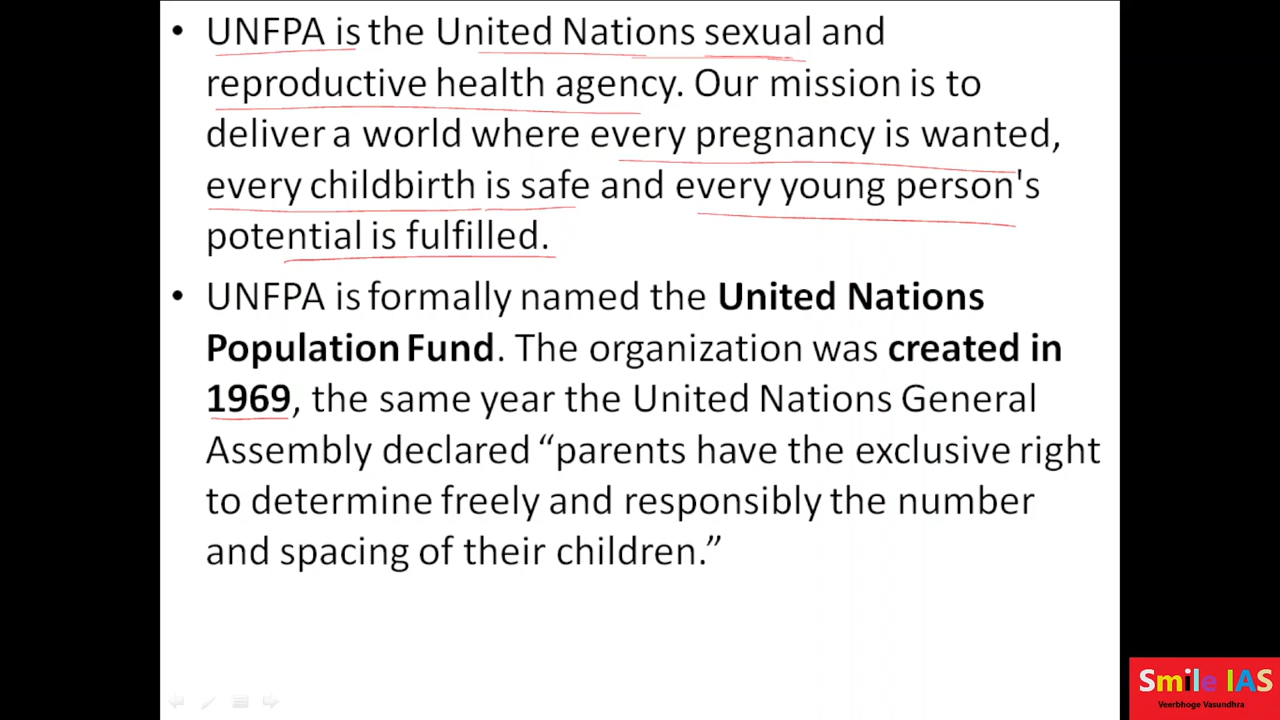 • UNFPA is the United Nations sexual and
reproductive health agency. Our mission is to
deliver a world where every pregnancy is wanted,
every childbirth is safe and every young person's
potential is fulfilled.
• UNFPA is formally named the United Nations
Population Fund. The organization was created in
1969, the same year the United Nations General
Assembly declared “parents have the exclusive right
to determine freely and responsibly the number
and spacing of their children.”
Smile IAS
Veerbhoge Vasundhra